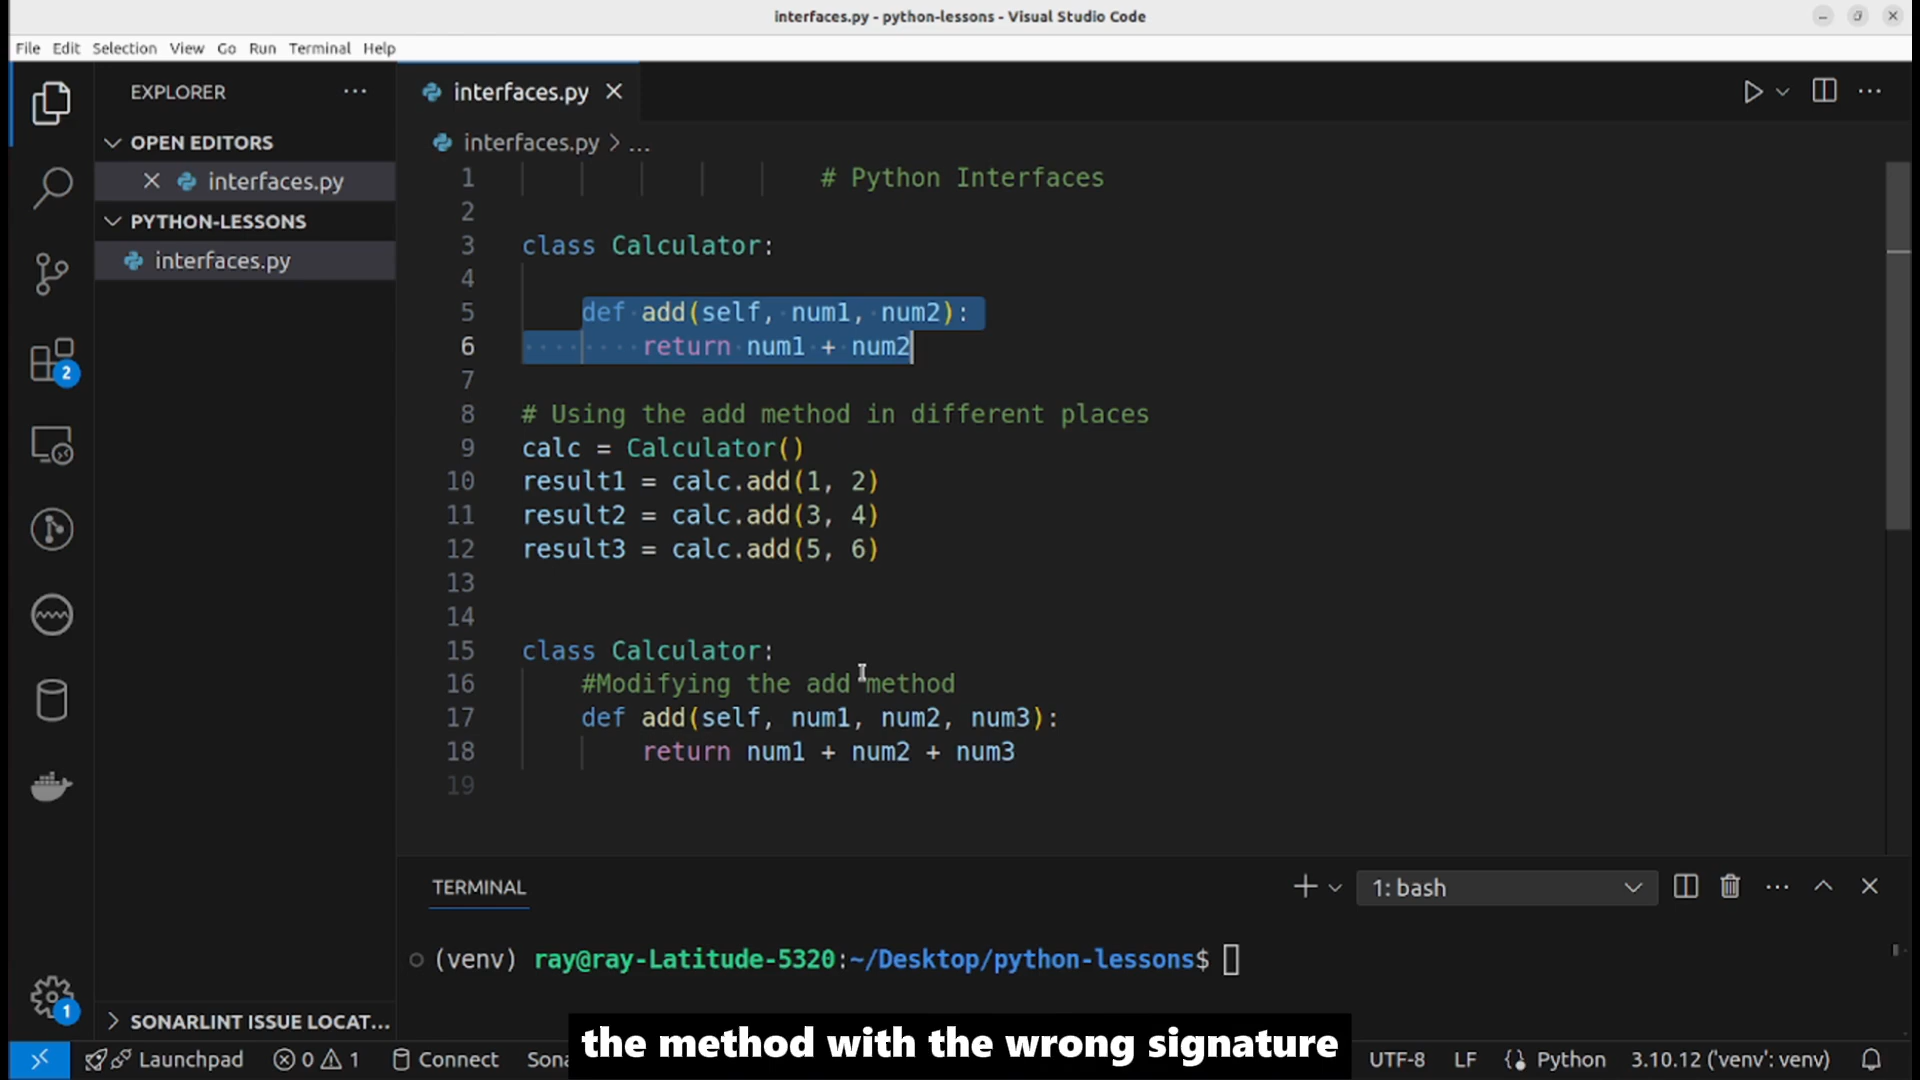 interfaces.py - python-lessons - Visual Studio Code
File Edit Selection View Go Run Terminal Help
EXPLORER
OPEN EDITORS
interfaces.py
PYTHON-LESSONS
interfaces.py
2
1
SONARLINT ISSUE LOCAT...
interfaces.py
interfaces.py > ...
1 # Python Interfaces
2
3 class Calculator:
4
5 def add(self, num1, num2):
6 return num1 + num2
7
8 # Using the add method in different places
9 calc = Calculator()
10 result1 = calc.add(1, 2)
11 result2 = calc.add(3, 4)
12 result3 = calc.add(5, 6)
13
14
15 class Calculator:
16 #Modifying the add method
17 def add(self, num1, num2, num3):
18 return num1 + num2 + num3
19
TERMINAL
1: bash
(venv) ray@ray-Latitude-5320:~/Desktop/python-lessons$
the method with the wrong signature
Launchpad 0 1 Connect Sona UTF-8 LF Python 3.10.12 ('venv': venv)